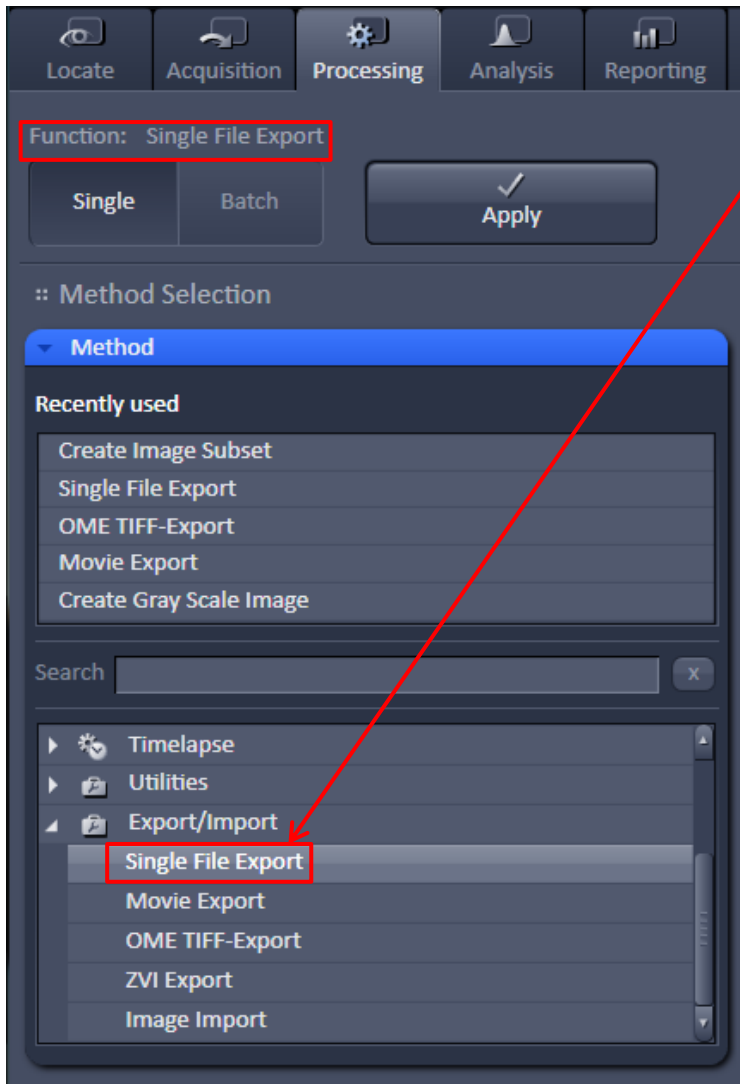 Locate Acquisition Processing Analysis Reporting
Function: Single File Export
Single Batch Apply
Method Selection
Method
Recently used
Create Image Subset
Single File Export
OME TIFF-Export
Movie Export
Create Gray Scale Image
Search x
Timelapse
Utilities
Export/Import
Single File Export
Movie Export
OME TIFF-Export
ZVI Export
Image Import